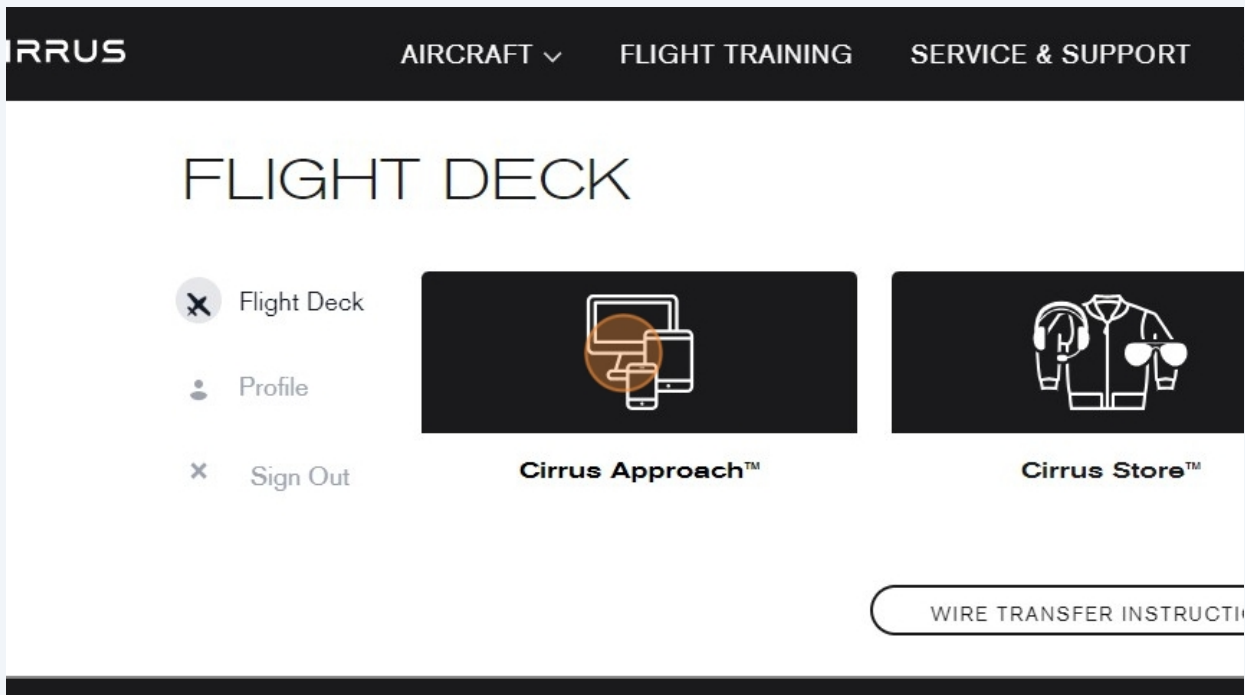 IRRUS
AIRCRAFT
FLIGHT TRAINING
SERVICE & SUPPORT
FLIGHT DECK
Flight Deck
Profile
Sign Out
Cirrus Approach™
Cirrus Store™
WIRE TRANSFER INSTRUCTI